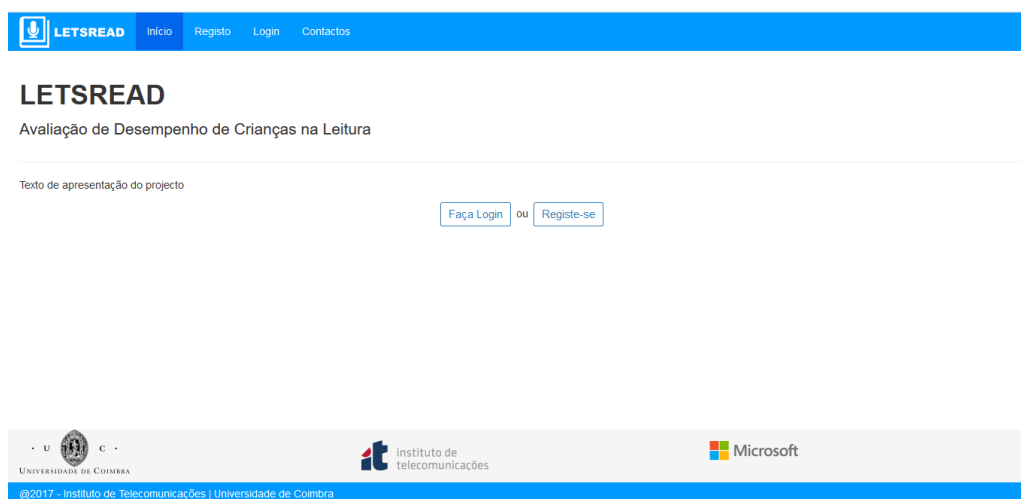 LETSREAD Início Registo Login Contactos
LETSREAD
Avaliação de Desempenho de Crianças na Leitura
Texto de apresentação do projecto
Faça Login ou Registe-se
· U C ·
UNIVERSIDADE DE COIMBRA
it instituto de
telecomunicações
Microsoft
@2017 - Instituto de Telecomunicações | Universidade de Coimbra